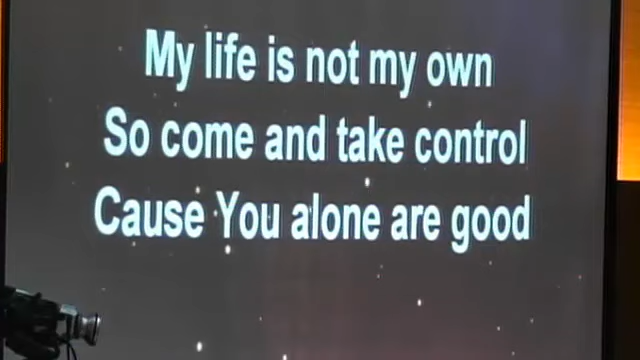 My life is not my own
So come and take control
Cause You alone are good